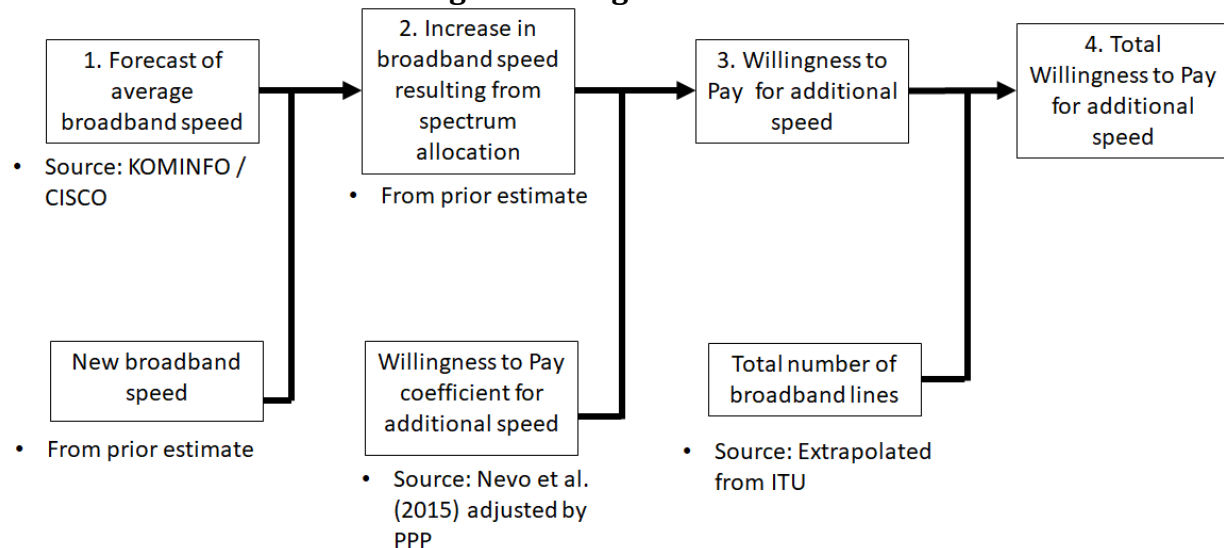 1. Forecast of
average
broadband speed
• Source: KOMINFO /
CISCO
2. Increase in
broadband speed
resulting from
spectrum
allocation
• From prior estimate
3. Willingness to
Pay for additional
speed
4. Total
Willingness to Pay
for additional
speed
New broadband
speed
• From prior estimate
Willingness to Pay
coefficient for
additional speed
• Source: Nevo et al.
(2015) adjusted by
PPP
Total number of
broadband lines
• Source: Extrapolated
from ITU